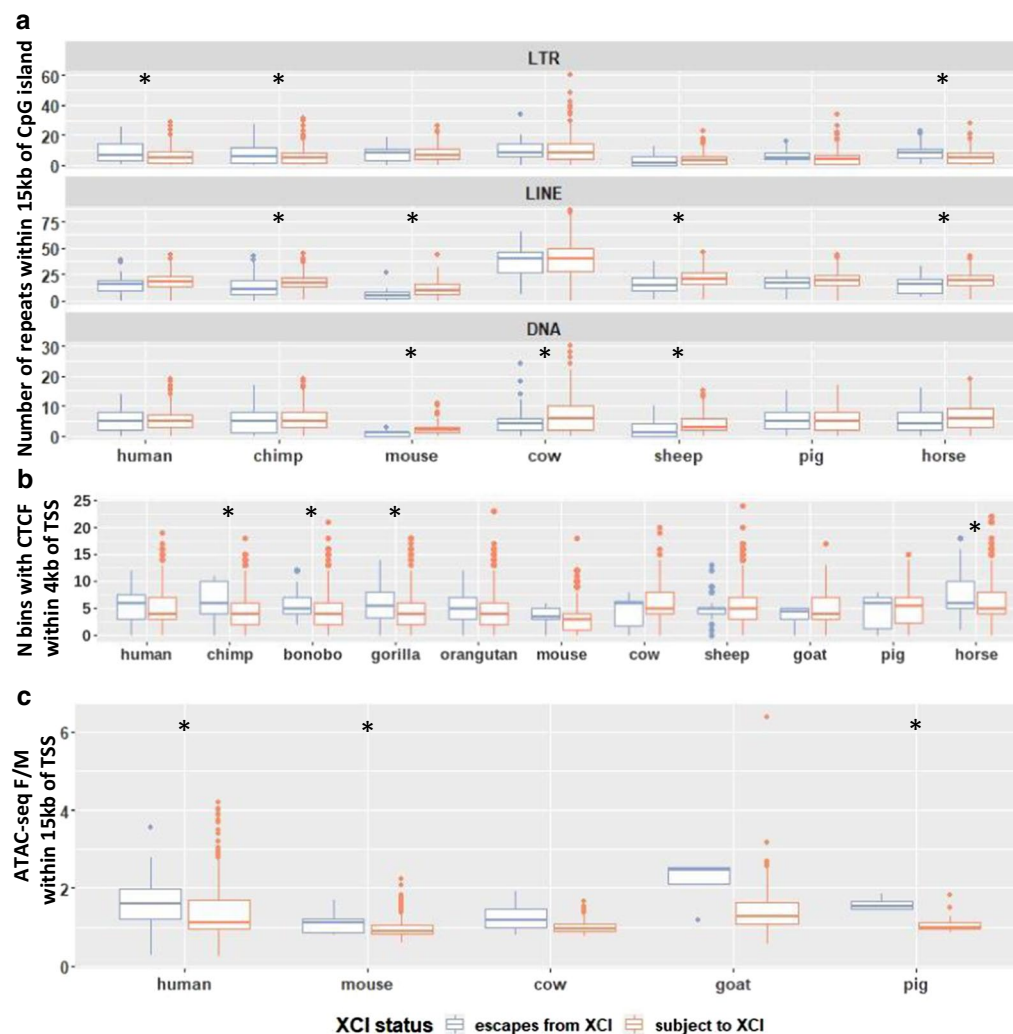 a
Number of repeats within 15kb of CpG island
LTR
*
*
*
60
40
20
0
LINE
*
*
*
*
75
50
25
0
DNA
*
*
*
30
20
10
0
human
chimp
mouse
cow
sheep
pig
horse
b
N bins with CTCF
within 4kb of TSS
25
20
15
10
5
0
*
*
*
*
human
chimp
bonobo
gorilla
orangutan
mouse
cow
sheep
goat
pig
horse
c
ATAC-seq F/M
within 15kb of TSS
6
4
2
0
*
*
*
human
mouse
cow
goat
pig
XCI status escapes from XCI subject to XCI